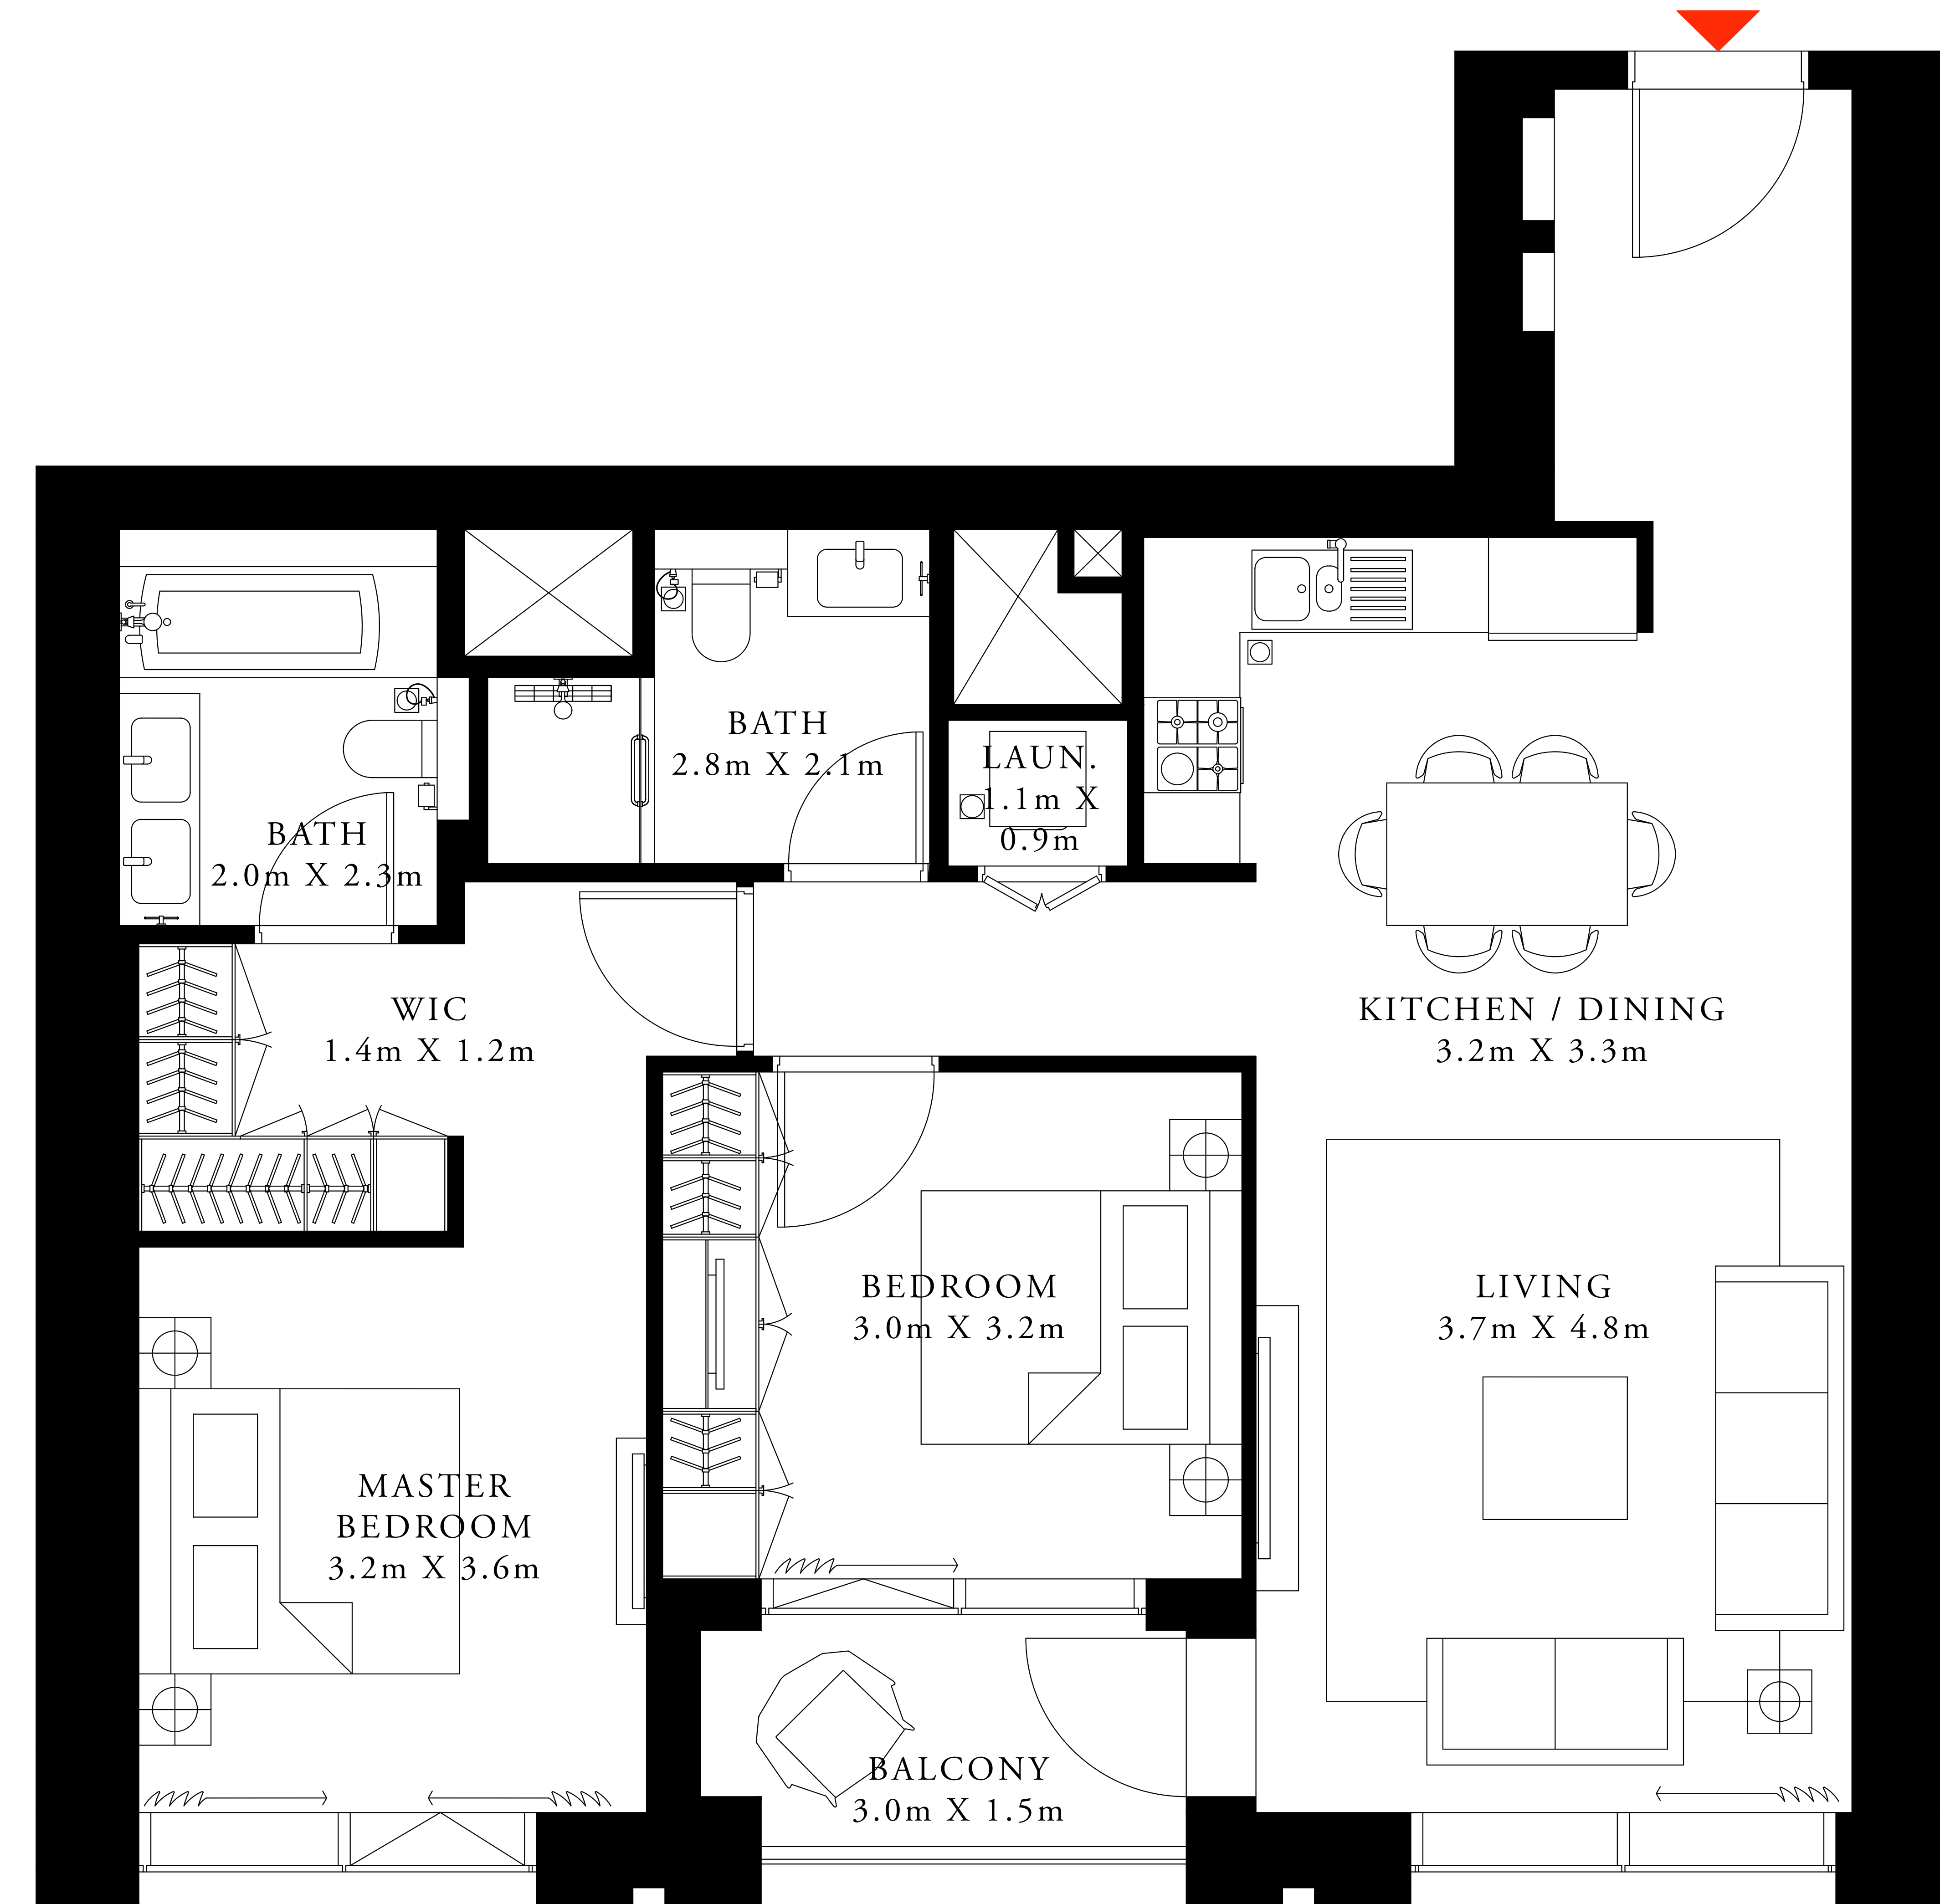 BATH
2.8m X 2.1m
LAUN.
1.1m X
0.9m
BATH
2.0m X 2.3m
WIC
1.4m X 1.2m
KITCHEN / DINING
3.2m X 3.3m
BEDROOM
3.0m X 3.2m
LIVING
3.7m X 4.8m
MASTER
BEDROOM
3.2m X 3.6m
BALCONY
3.0m X 1.5m